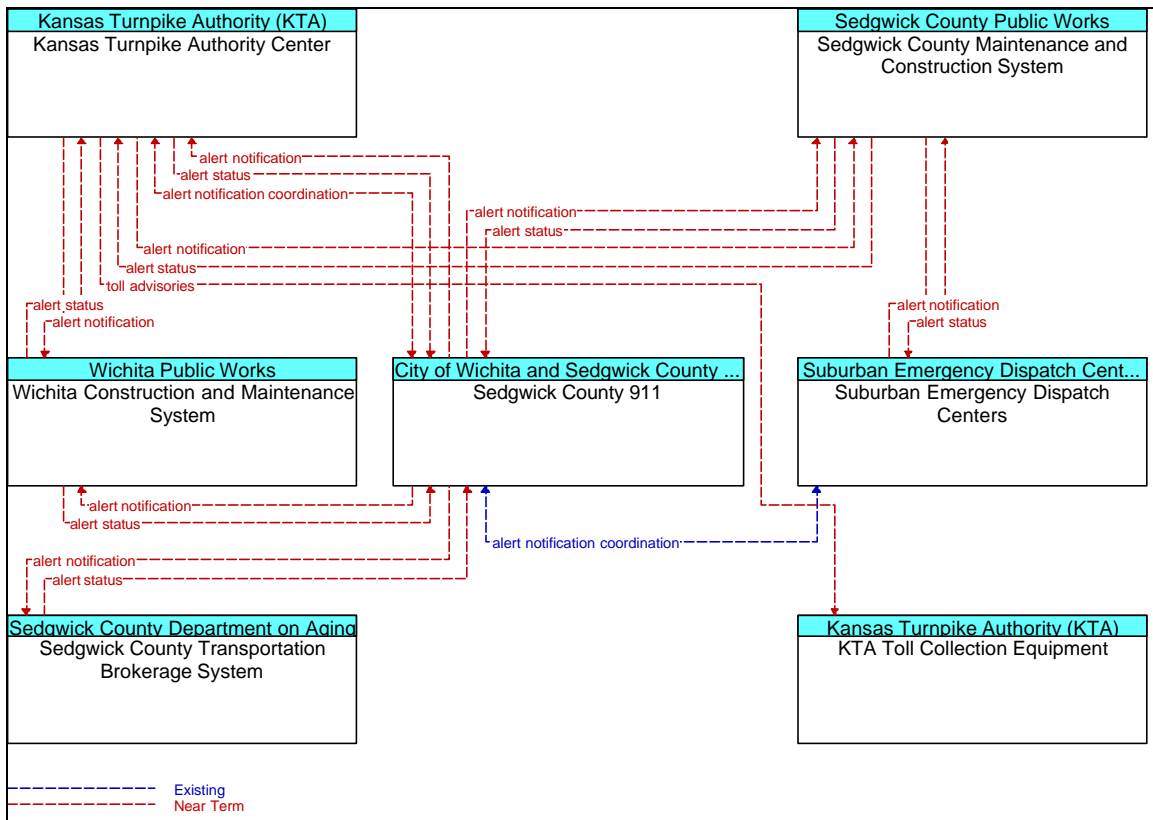 Kansas Turnpike Authority (KTA)
Kansas Turnpike Authority Center
Sedgwick County Public Works
Sedgwick County Maintenance and
Construction System
alert notification
alert status
alert notification coordination
alert notification
alert status
alert notification
alert status
toll advisories
alert status
alert notification
alert notification
alert status
Wichita Public Works
Wichita Construction and Maintenance
System
City of Wichita and Sedgwick County ...
Sedgwick County 911
Suburban Emergency Dispatch Cent...
Suburban Emergency Dispatch
Centers
alert notification
alert status
alert notification coordination
alert notification
alert status
Sedgwick County Department on Aging
Sedgwick County Transportation
Brokerage System
Kansas Turnpike Authority (KTA)
KTA Toll Collection Equipment
Existing
Near Term